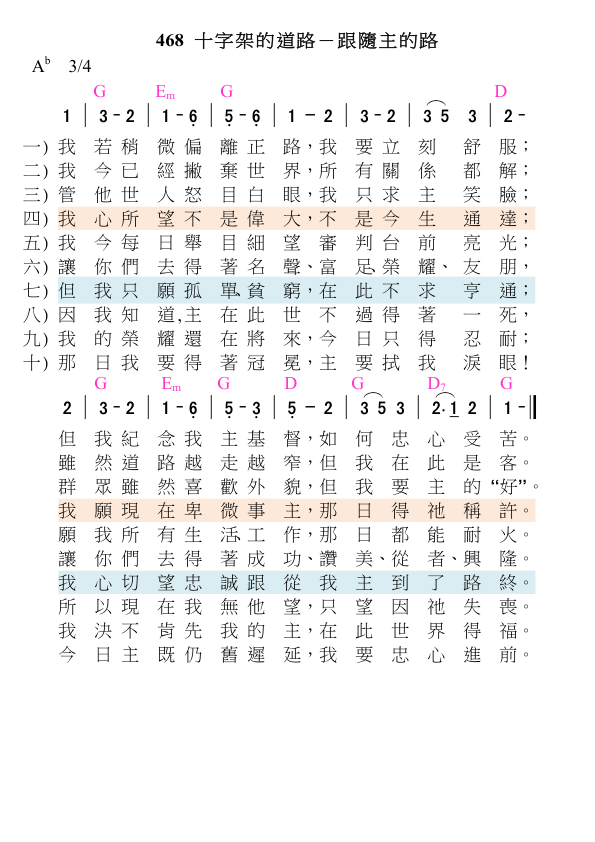 468 十字架的道路－跟隨主的路
A♭ 3/4
G Em G D
1 | 3 - 2 | 1 - 6̣ | 5̣ - 6̣ | 1 － 2 | 3 - 2 | 3 5 3 | 2 -
一) 我若稍微偏離正路，我要立刻舒服；
二) 我今已經撇棄世界，所有關係都解；
三) 管他世人怒目白眼，我只求主笑臉；
四) 我心所望不是偉大，不是今生通達；
五) 我今每日舉目細望審判台前亮光；
六) 讓你們去得著名聲、富足、榮耀、友朋，
七) 但我只願孤單、貧窮，在此不求亨通；
八) 因我知道，主在此世不過得著一死，
九) 我的榮耀還在將來，今日只得忍耐；
十) 那日我要得著冠冕，主要拭我淚眼！
G Em G D G D7 G
2 | 3 - 2 | 1 - 6̣ | 5̣ - 3̣ | 5̣ － 2 | 3 5 3 | 2· 1 2 | 1 - ‖
但我紀念我主基督，如何忠心受苦。
雖然道路越走越窄，但我在此是客。
群眾雖然喜歡外貌，但我要主的“好”。
我願現在卑微事主，那日得祂稱許。
願我所有生活、工作，那日都能耐火。
讓你們去得著成功、讚美、從者、興隆。
我心切望忠誠跟從我主到了路終。
所以現在我無他望，只望因祂失喪。
我決不肯先我的主，在此世界得福。
今日主既仍舊遲延，我要忠心進前。